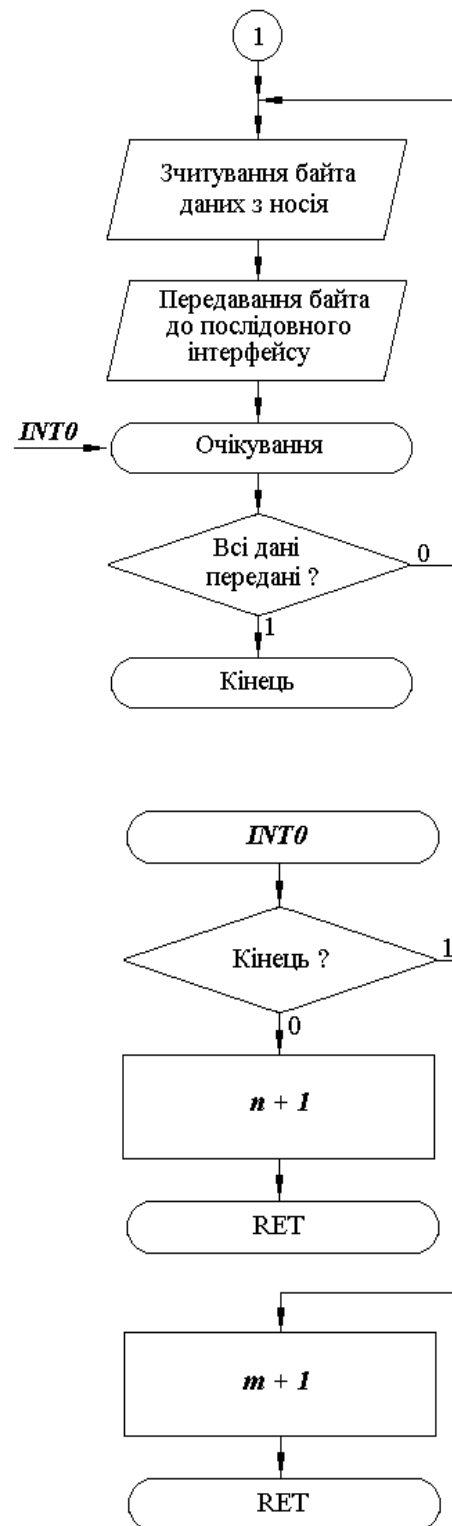 1
Зчитування байта
даних з носія
Передавання байта
до послідовного
інтерфейсу
INT0
Очікування
Всі дані
передані ?
0
1
Кінець
INT0
Кінець ?
1
0
n + 1
RET
m + 1
RET